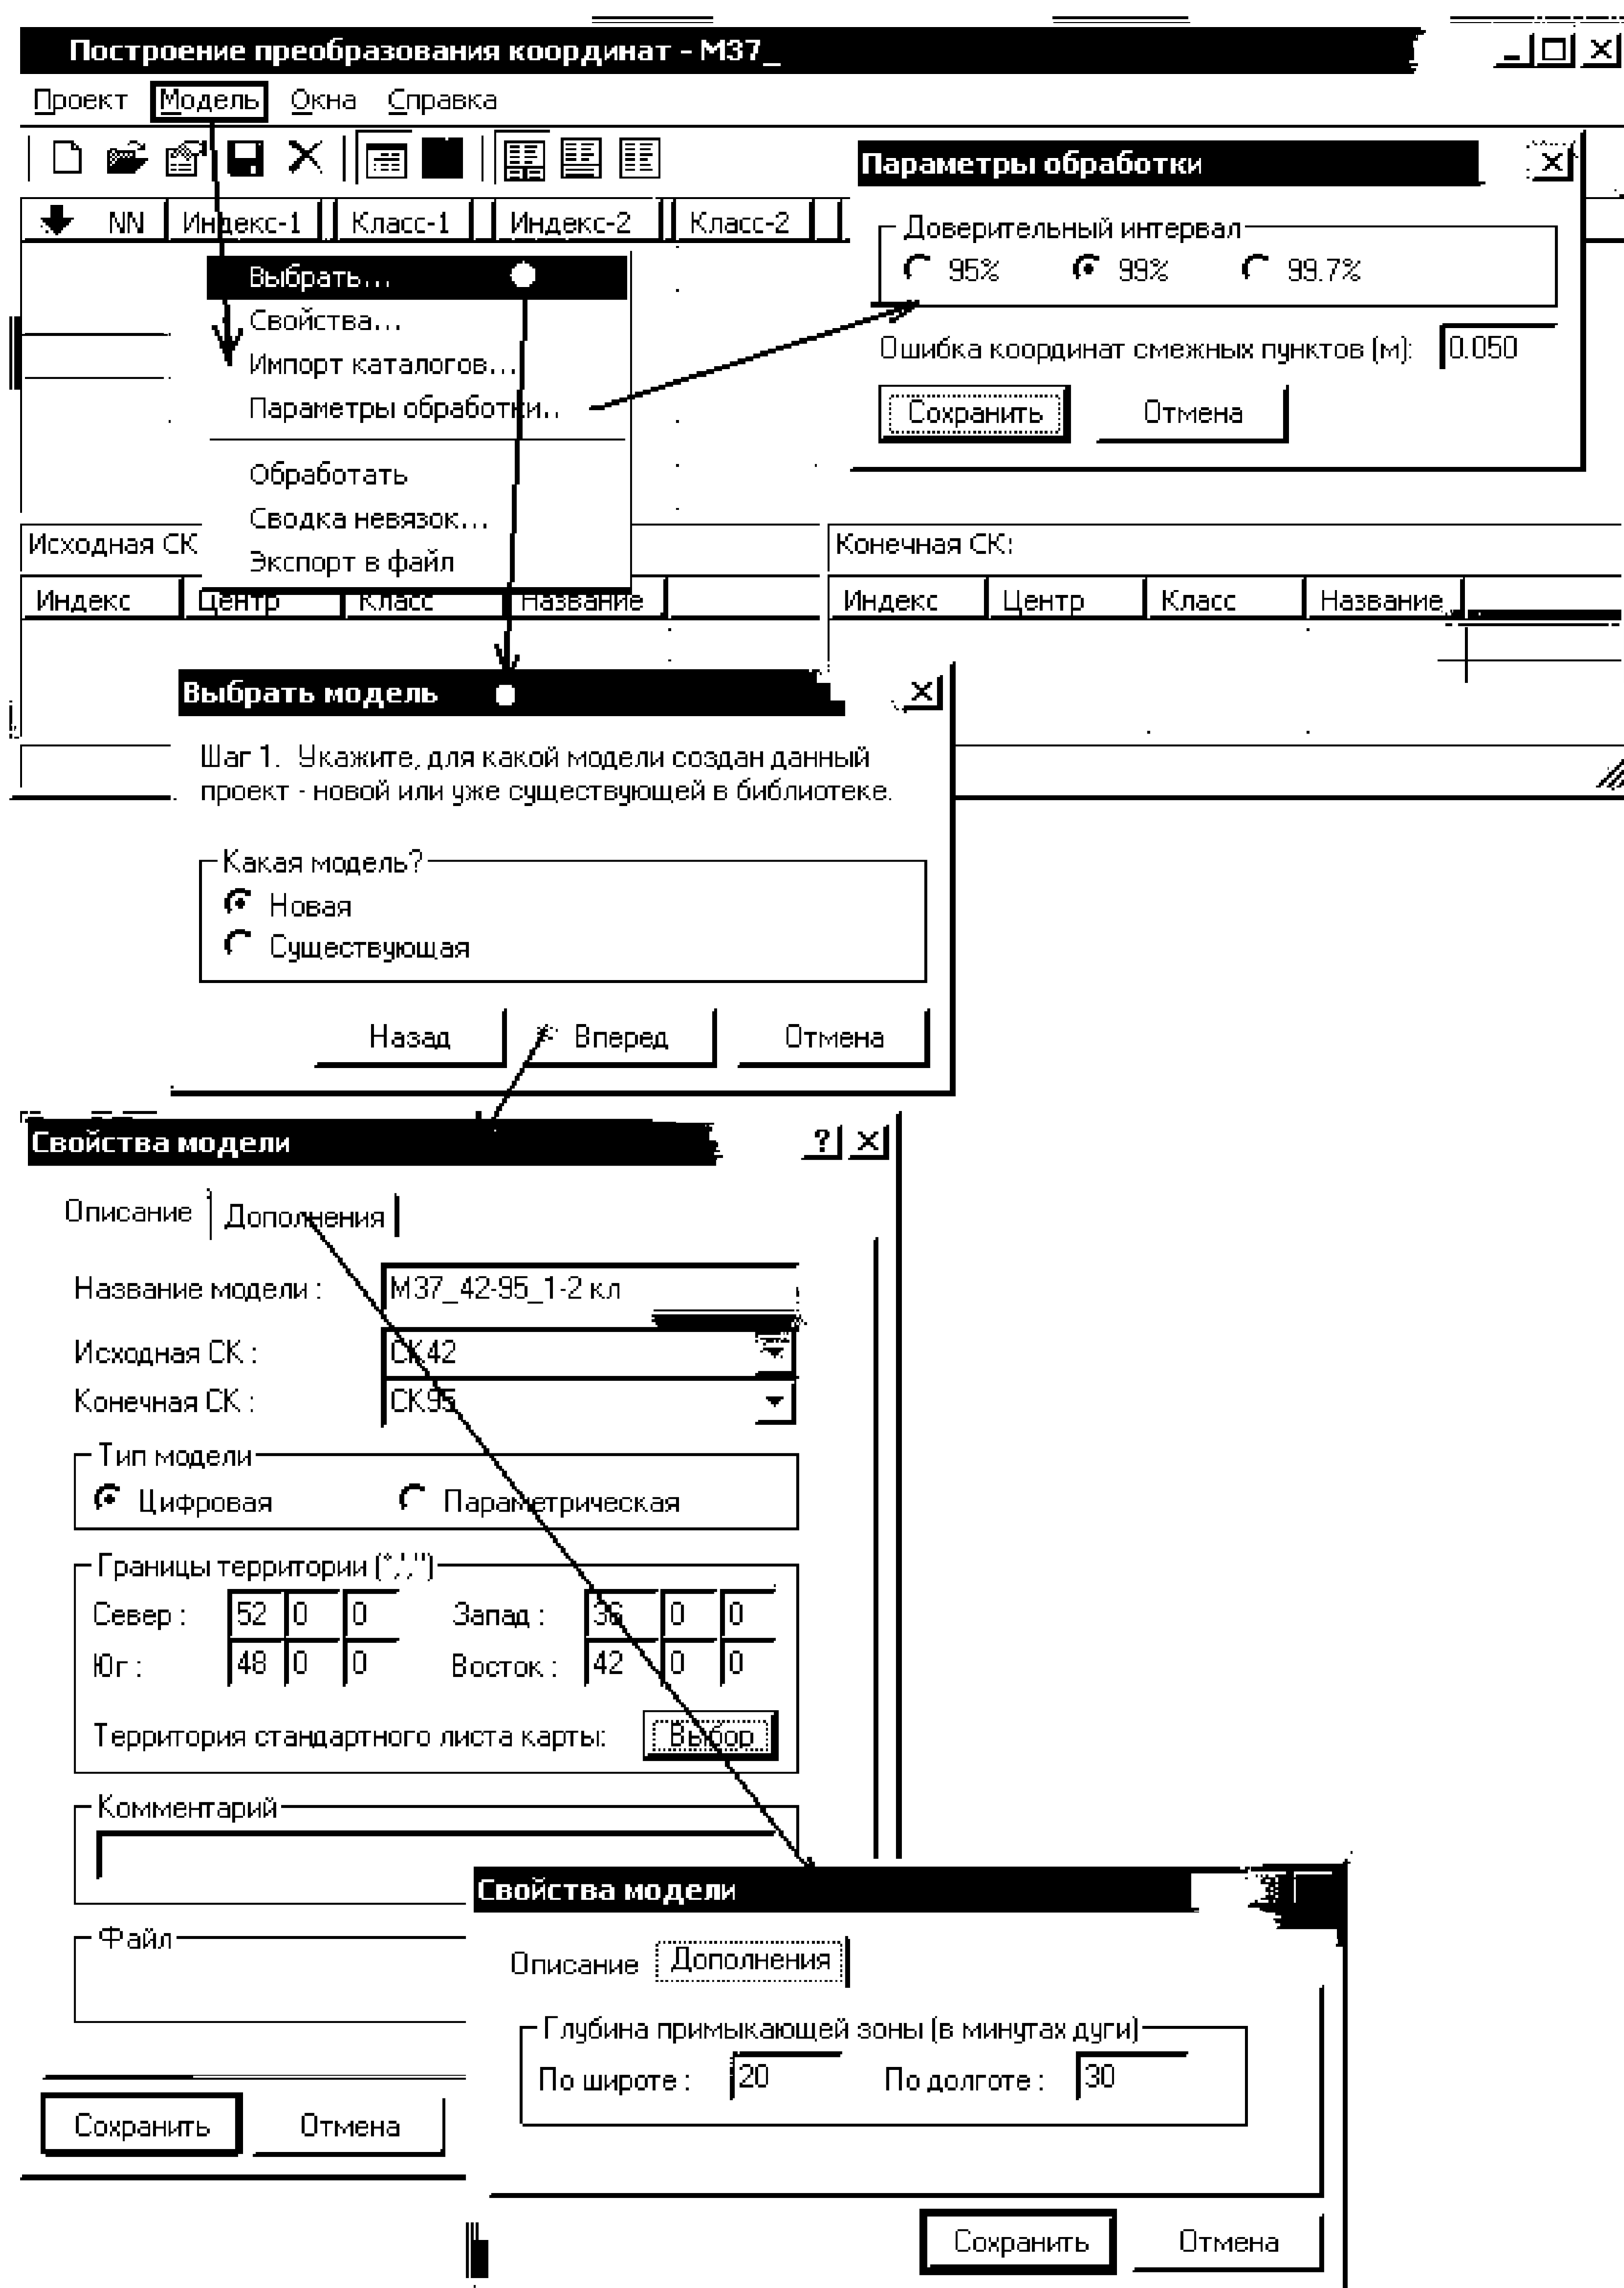 Построение преобразования координат - М37_
Проект Модель Окна Справка
NN Индекс-1 Класс-1 Индекс-2 Класс-2
Параметры обработки
Доверительный интервал
95% 99% 99.7%
Ошибка координат смежных пунктов (м): 0.050
Сохранить Отмена
Выбрать...
Свойства...
Импорт каталогов...
Параметры обработки..
Обработать
Сводка невязок...
Экспорт в файл
Исходная СК
Конечная СК:
Индекс Центр Класс Название
Индекс Центр Класс Название
Выбрать модель
Шаг 1. Укажите, для какой модели создан данный
проект - новой или уже существующей в библиотеке.
Какая модель?
Новая
Существующая
Назад Вперед Отмена
Свойства модели
Описание Дополнения
Название модели : М37_42-95_1-2 кл
Исходная СК : СК42
Конечная СК : СК95
Тип модели
Цифровая Параметрическая
Границы территории (°,',")
Север : 52 0 0 Запад : 36 0 0
Юг : 48 0 0 Восток : 42 0 0
Территория стандартного листа карты: Выбор
Комментарий
Файл
Сохранить Отмена
Свойства модели
Описание Дополнения
Глубина примыкающей зоны (в минутах дуги)
По широте : 20 По долготе : 30
Сохранить Отмена